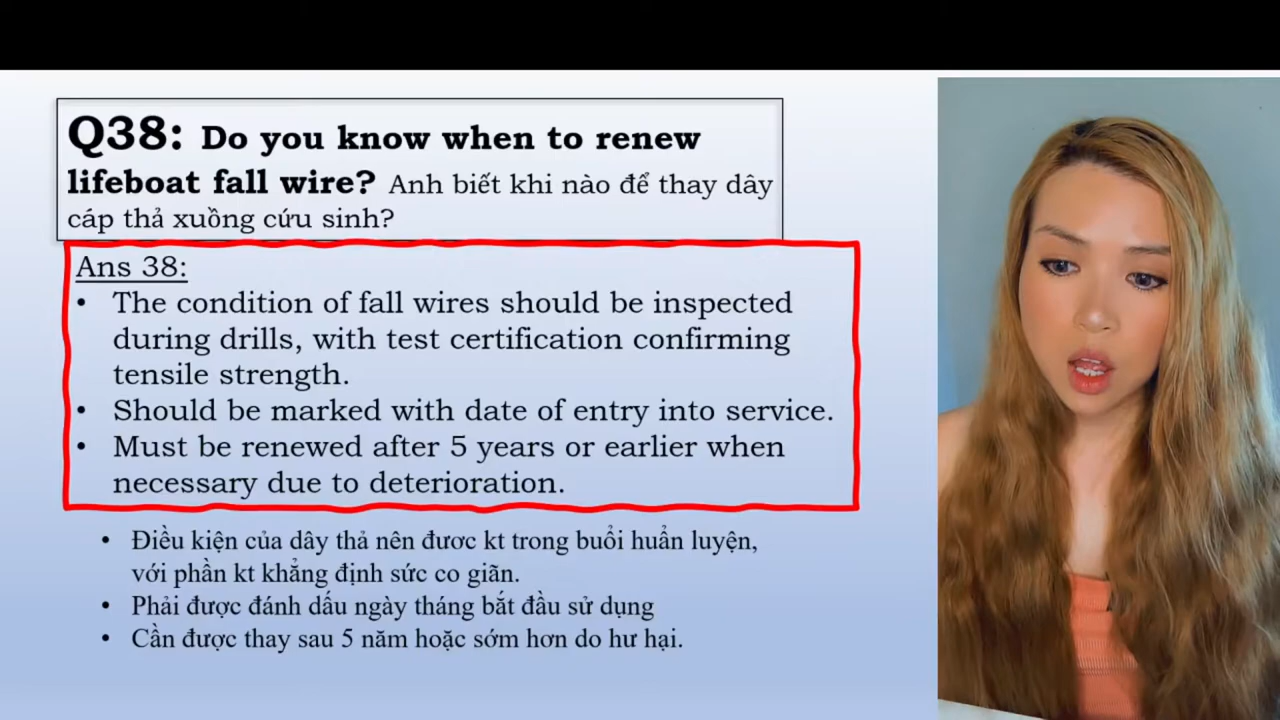 Q38: Do you know when to renew
lifeboat fall wire? Anh biết khi nào để thay dây
cáp thả xuồng cứu sinh?
Ans 38:
• The condition of fall wires should be inspected
during drills, with test certification confirming
tensile strength.
• Should be marked with date of entry into service.
• Must be renewed after 5 years or earlier when
necessary due to deterioration.
• Điều kiện của dây thả nên đươc kt trong buổi huấn luyện,
với phần kt khẳng định sức co giãn.
• Phải được đánh dấu ngày tháng bắt đầu sử dụng
• Cần được thay sau 5 năm hoặc sớm hơn do hư hại.